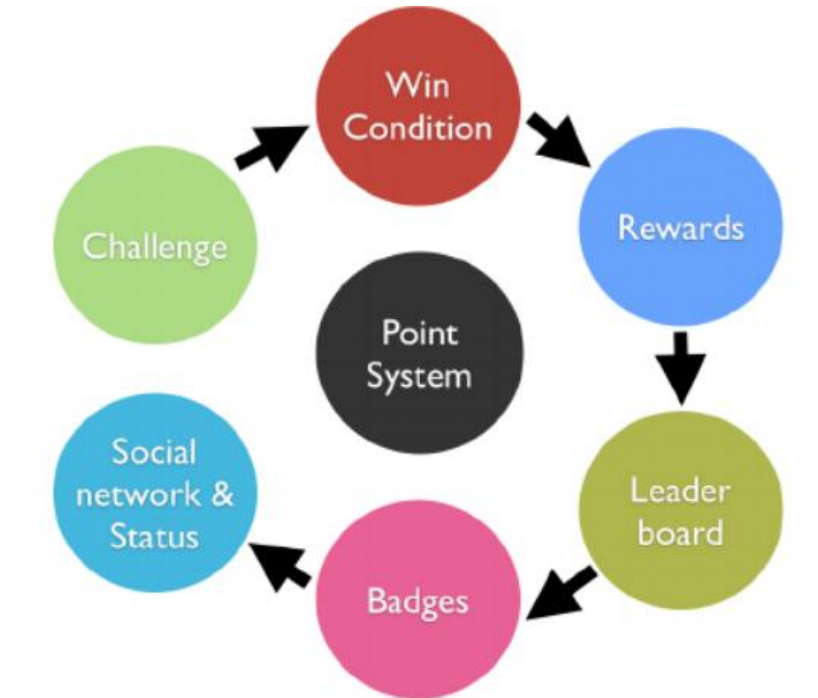 Win
Condition
Rewards
Challenge
Point
System
Leader
board
Social
network &
Status
Badges